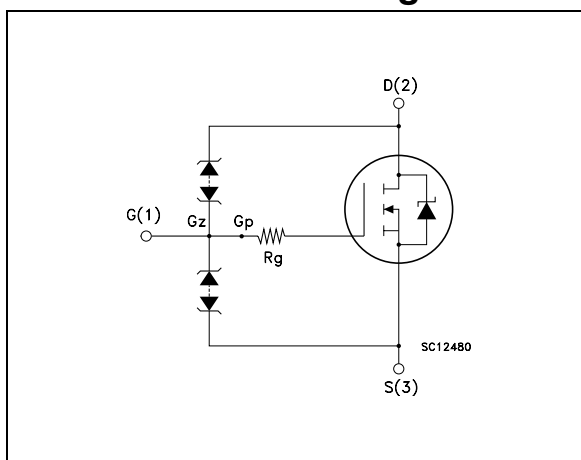 g
D(2)
G(1)
Gz
Gp
Rg
SC12480
S(3)